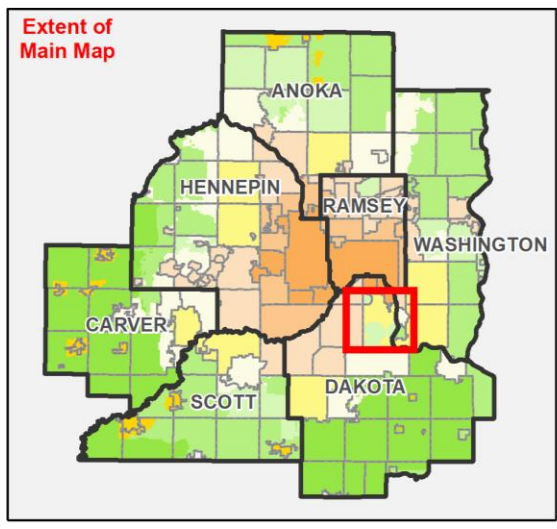 Extent of
Main Map
ANOKA
HENNEPIN
RAMSEY
WASHINGTON
CARVER
SCOTT
DAKOTA